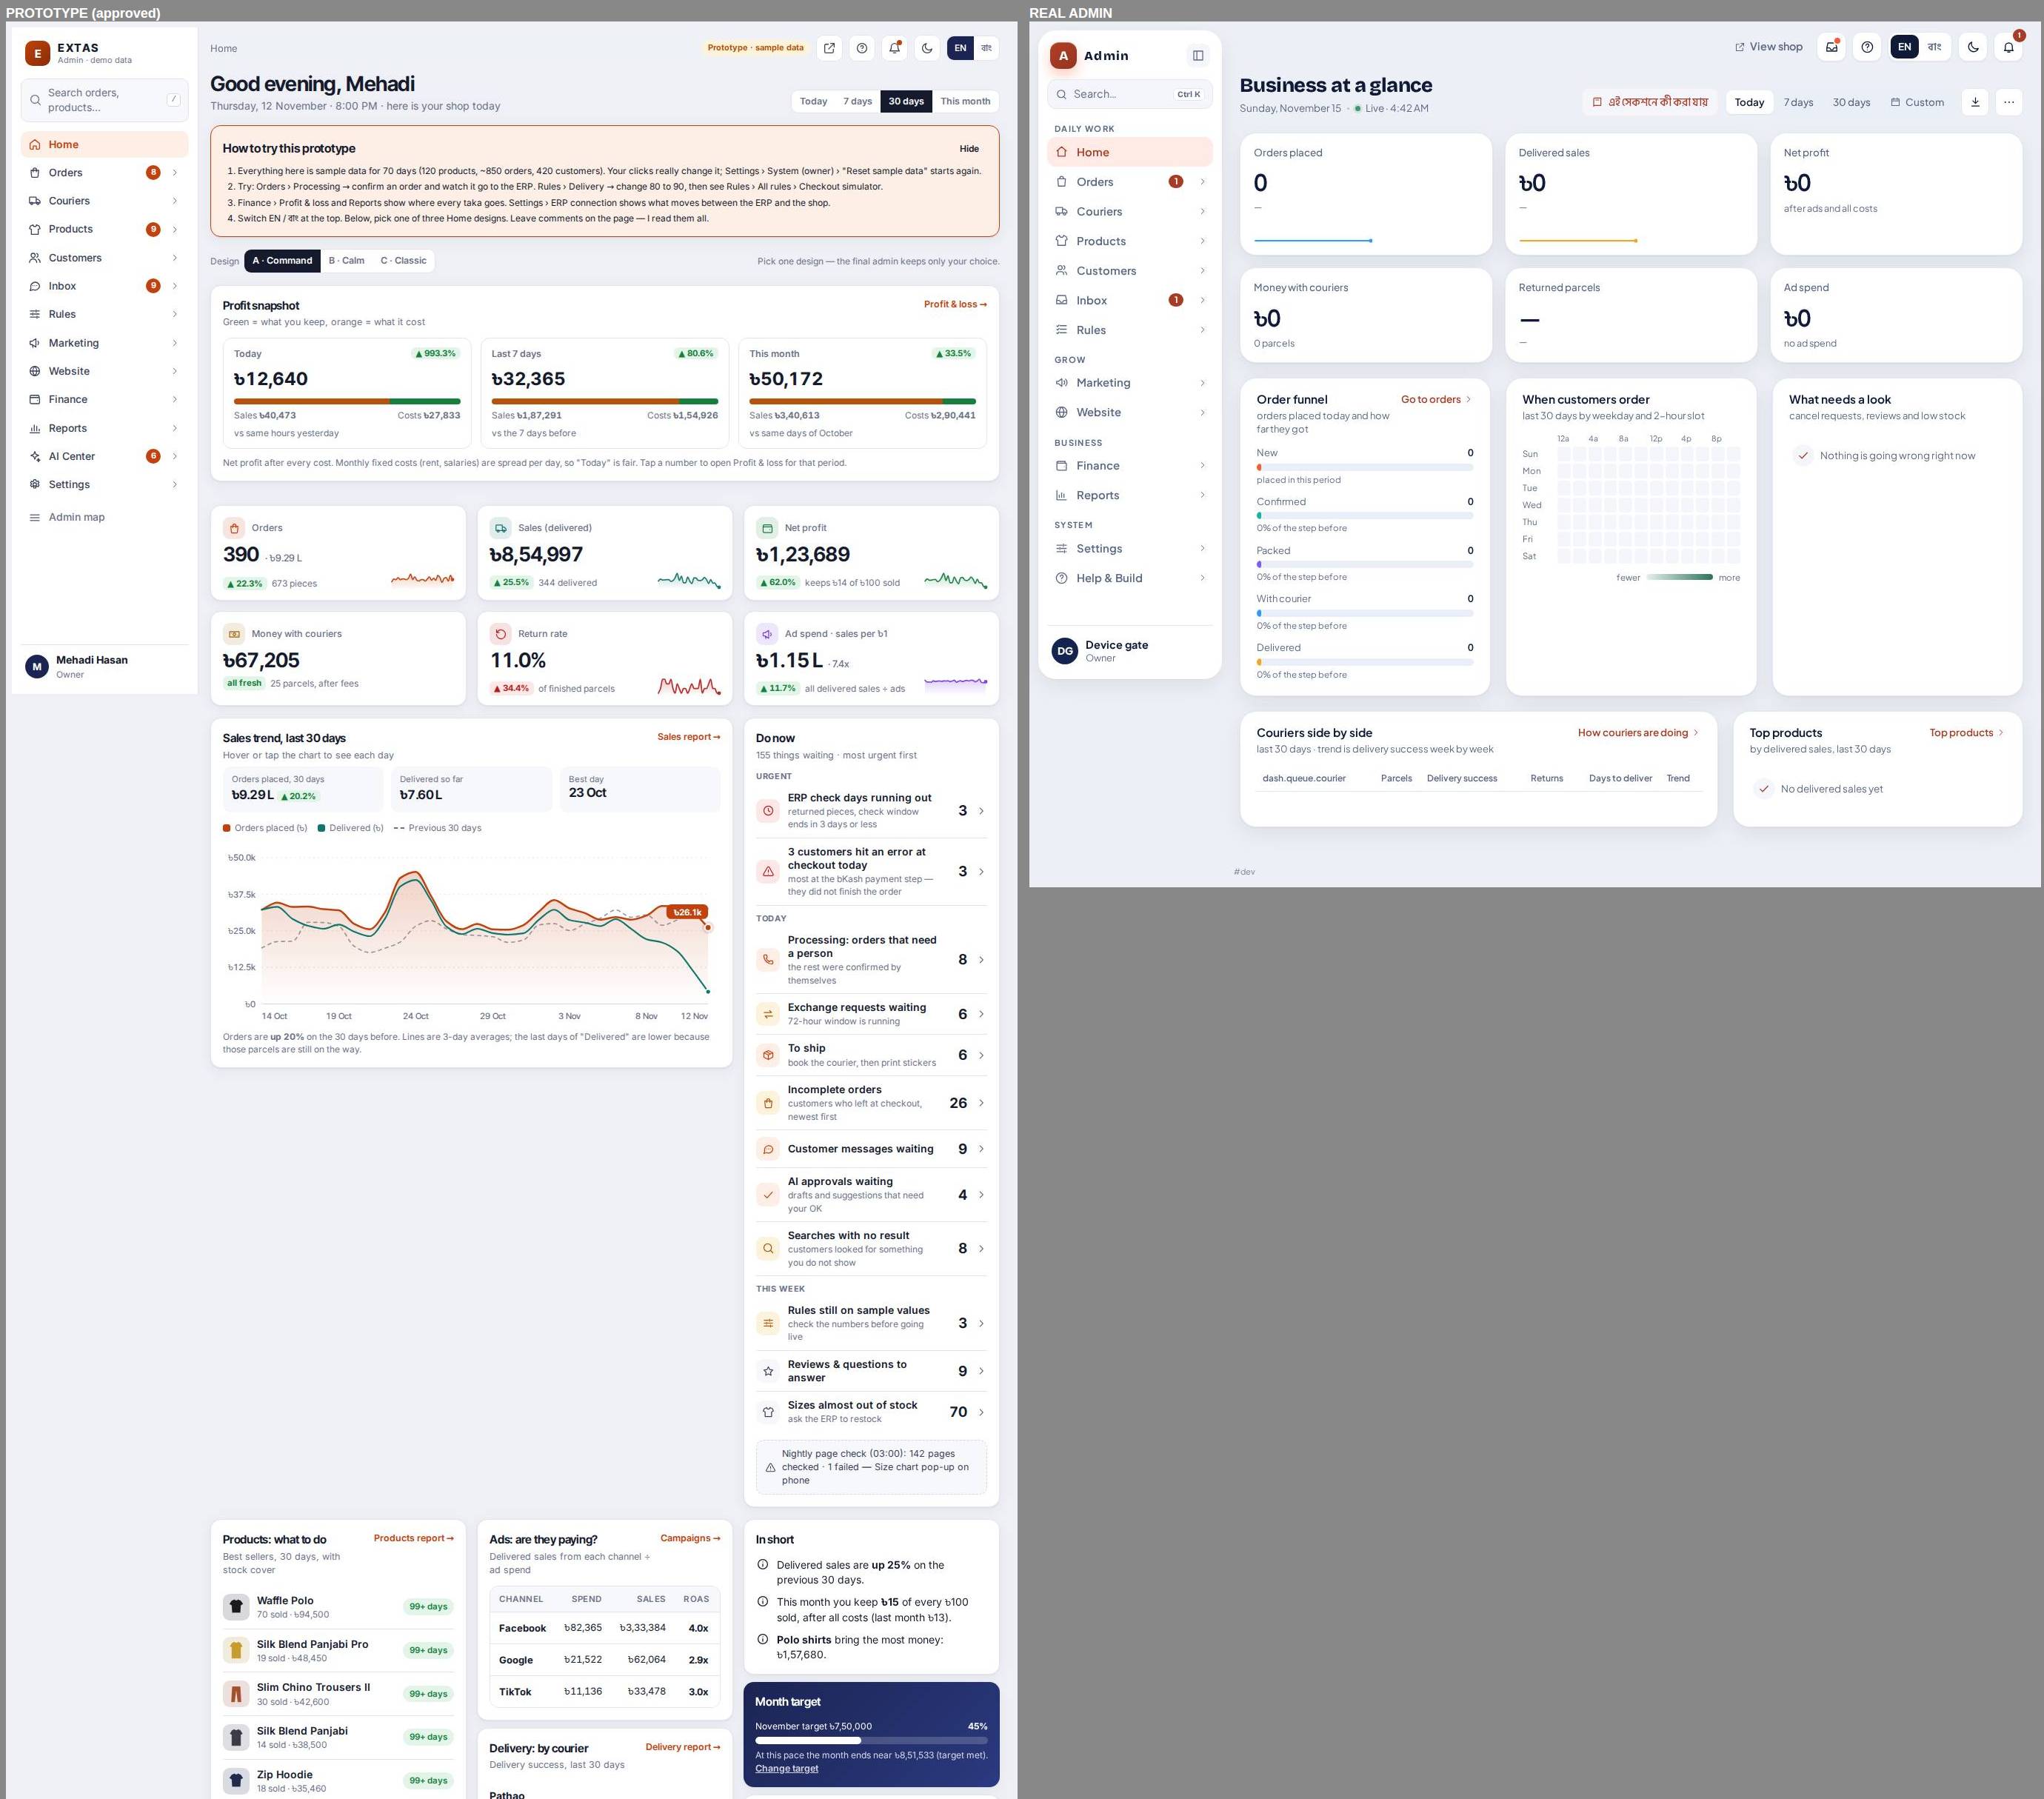 PROTOTYPE (approved)
E
EXTAS
Admin · demo data
Search orders,
products...
/
Home
Orders 8
Couriers
Products 9
Customers
Inbox 9
Rules
Marketing
Website
Finance
Reports
AI Center 6
Settings
Admin map
M
Mehadi Hasan
Owner
Home
Prototype · sample data
EN বাং
Good evening, Mehadi
Thursday, 12 November · 8:00 PM · here is your shop today
Today 7 days 30 days This month
How to try this prototype
Hide
1. Everything here is sample data for 70 days (120 products, ~850 orders, 420 customers). Your clicks really change it; Settings › System (owner) › "Reset sample data" starts again.
2. Try: Orders › Processing → confirm an order and watch it go to the ERP. Rules › Delivery → change 80 to 90, then see Rules › All rules › Checkout simulator.
3. Finance › Profit & loss and Reports show where every taka goes. Settings › ERP connection shows what moves between the ERP and the shop.
4. Switch EN / বাং at the top. Below, pick one of three Home designs. Leave comments on the page — I read them all.
Design A · Command B · Calm C · Classic
Pick one design — the final admin keeps only your choice.
Profit snapshot
Profit & loss →
Green = what you keep, orange = what it cost
Today ▲ 993.3%
৳12,640
Sales ৳40,473 Costs ৳27,833
vs same hours yesterday
Last 7 days ▲ 80.6%
৳32,365
Sales ৳1,87,291 Costs ৳1,54,926
vs the 7 days before
This month ▲ 33.5%
৳50,172
Sales ৳3,40,613 Costs ৳2,90,441
vs same days of October
Net profit after every cost. Monthly fixed costs (rent, salaries) are spread per day, so "Today" is fair. Tap a number to open Profit & loss for that period.
Orders
390 · ৳9.29 L
▲ 22.3% 673 pieces
Sales (delivered)
৳8,54,997
▲ 25.5% 344 delivered
Net profit
৳1,23,689
▲ 62.0% keeps ৳14 of ৳100 sold
Money with couriers
৳67,205
all fresh 25 parcels, after fees
Return rate
11.0%
▲ 34.4% of finished parcels
Ad spend · sales per ৳1
৳1.15 L · 7.4x
▲ 11.7% all delivered sales ÷ ads
Sales trend, last 30 days
Sales report →
Hover or tap the chart to see each day
Orders placed, 30 days
৳9.29 L ▲ 20.2%
Delivered so far
৳7.60 L
Best day
23 Oct
Orders placed (৳) Delivered (৳) Previous 30 days
৳50.0k
৳37.5k
৳26.1k
৳25.0k
৳12.5k
৳0
14 Oct 19 Oct 24 Oct 29 Oct 3 Nov 8 Nov 12 Nov
Orders are up 20% on the 30 days before. Lines are 3-day averages; the last days of "Delivered" are lower because
those parcels are still on the way.
Do now
155 things waiting · most urgent first
URGENT
ERP check days running out
returned pieces, check window
ends in 3 days or less
3
3 customers hit an error at
checkout today
most at the bKash payment step —
they did not finish the order
3
TODAY
Processing: orders that need
a person
the rest were confirmed by
themselves
8
Exchange requests waiting
72-hour window is running
6
To ship
book the courier, then print stickers
6
Incomplete orders
customers who left at checkout,
newest first
26
Customer messages waiting
9
AI approvals waiting
drafts and suggestions that need
your OK
4
Searches with no result
customers looked for something
you do not show
8
THIS WEEK
Rules still on sample values
check the numbers before going
live
3
Reviews & questions to
answer
9
Sizes almost out of stock
ask the ERP to restock
70
Nightly page check (03:00): 142 pages
checked · 1 failed — Size chart pop-up on
phone
Products: what to do
Products report →
Best sellers, 30 days, with
stock cover
Waffle Polo
70 sold · ৳94,500
99+ days
Silk Blend Panjabi Pro
19 sold · ৳48,450
99+ days
Slim Chino Trousers II
30 sold · ৳42,600
99+ days
Silk Blend Panjabi
14 sold · ৳38,500
99+ days
Zip Hoodie
18 sold · ৳35,460
99+ days
Ads: are they paying?
Campaigns →
Delivered sales from each channel ÷
ad spend
CHANNEL SPEND SALES ROAS
Facebook ৳82,365 ৳3,33,384 4.0x
Google ৳21,522 ৳62,064 2.9x
TikTok ৳11,136 ৳33,478 3.0x
Delivery: by courier
Delivery report →
Delivery success, last 30 days
Pathao
In short
Delivered sales are up 25% on the
previous 30 days.
This month you keep ৳15 of every ৳100
sold, after all costs (last month ৳13).
Polo shirts bring the most money:
৳1,57,680.
Month target
November target ৳7,50,000 45%
At this pace the month ends near ৳8,51,533 (target met).
Change target
REAL ADMIN
A
Admin
Search... Ctrl K
DAILY WORK
Home
Orders 1
Couriers
Products
Customers
Inbox 1
Rules
GROW
Marketing
Website
BUSINESS
Finance
Reports
SYSTEM
Settings
Help & Build
DG
Device gate
Owner
View shop
EN বাং
1
Business at a glance
Sunday, November 15 · Live · 4:42 AM
এই সেকশনে কী করা যায়
Today 7 days 30 days Custom
Orders placed
0
—
Delivered sales
৳0
—
Net profit
৳0
after ads and all costs
Money with couriers
৳0
0 parcels
Returned parcels
—
—
Ad spend
৳0
no ad spend
Order funnel
Go to orders
orders placed today and how
far they got
New 0
placed in this period
Confirmed 0
0% of the step before
Packed 0
0% of the step before
With courier 0
0% of the step before
Delivered 0
0% of the step before
When customers order
last 30 days by weekday and 2-hour slot
12a 4a 8a 12p 4p 8p
Sun
Mon
Tue
Wed
Thu
Fri
Sat
fewer more
What needs a look
cancel requests, reviews and low stock
Nothing is going wrong right now
Couriers side by side
How couriers are doing
last 30 days · trend is delivery success week by week
dash.queue.courier Parcels Delivery success Returns Days to deliver Trend
Top products
Top products
by delivered sales, last 30 days
No delivered sales yet
#dev